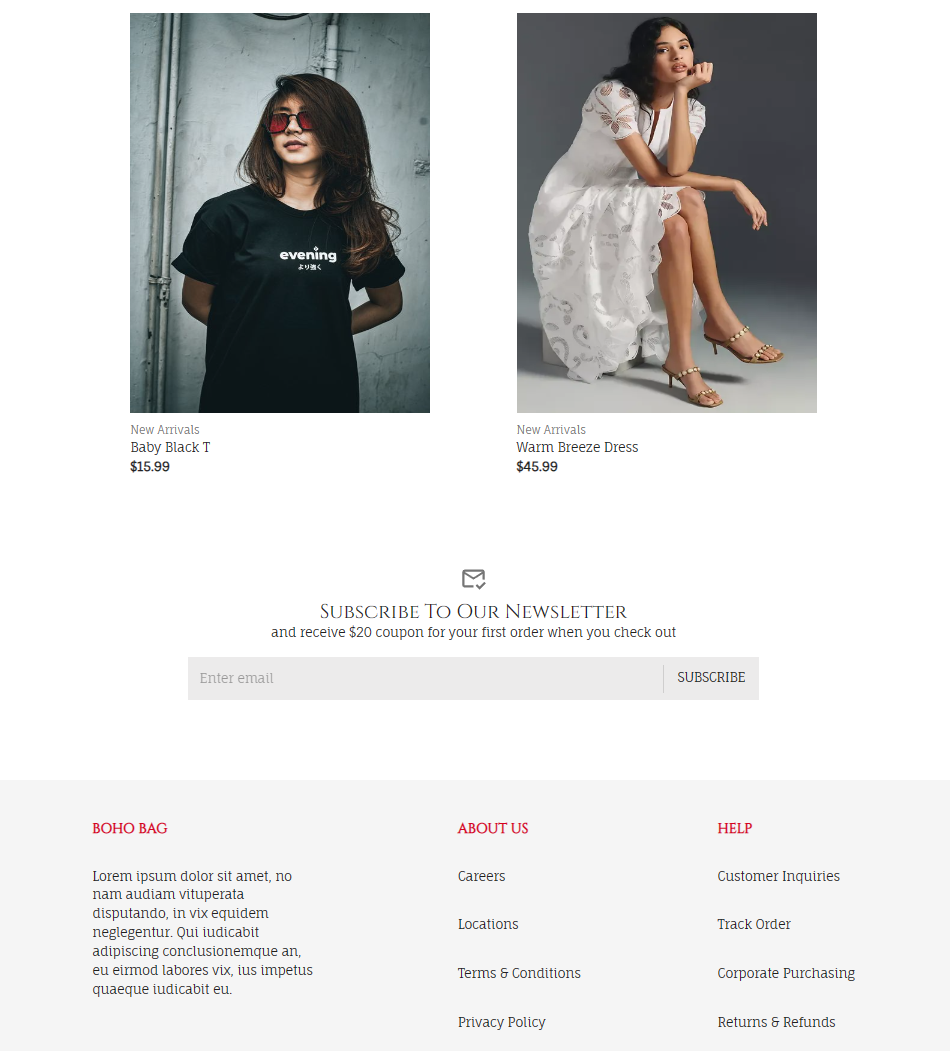 evening
より強く
New Arrivals
Baby Black T
$15.99
New Arrivals
Warm Breeze Dress
$45.99
Subscribe To Our Newsletter
and receive $20 coupon for your first order when you check out
Enter email
SUBSCRIBE
BOHO BAG
Lorem ipsum dolor sit amet, no
nam audiam vituperata
disputando, in vix equidem
neglegentur. Qui iudicabit
adipiscing conclusionemque an,
eu eirmod labores vix, ius impetus
quaeque iudicabit eu.
ABOUT US
Careers
Locations
Terms & Conditions
Privacy Policy
HELP
Customer Inquiries
Track Order
Corporate Purchasing
Returns & Refunds